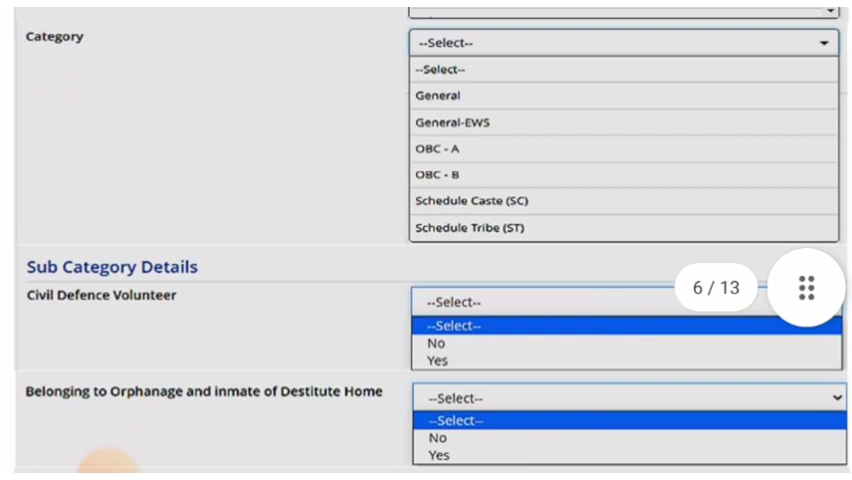 Category
--Select--
--Select--
General
General-EWS
OBC - A
OBC - B
Schedule Caste (SC)
Schedule Tribe (ST)
Sub Category Details
Civil Defence Volunteer
--Select--
6 / 13
--Select--
No
Yes
Belonging to Orphanage and inmate of Destitute Home
--Select--
--Select--
No
Yes